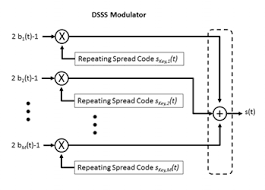 DSSS Modulator
2 b1(t)-1
X
Repeating Spread Code sKey,1(t)
2 b2(t)-1
X
Repeating Spread Code sKey,2(t)
+
s(t)
2 bM(t)-1
X
Repeating Spread Code sKey,M(t)